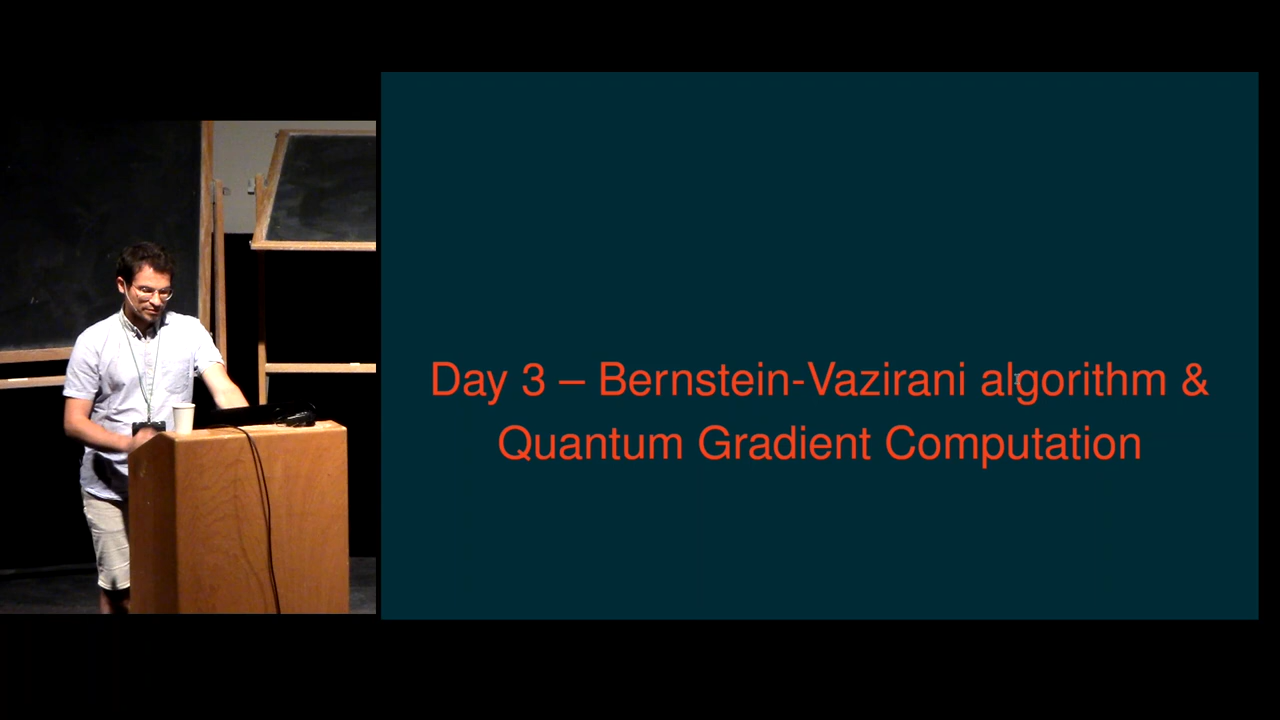 Day 3 – Bernstein-Vazirani algorithm &
Quantum Gradient Computation